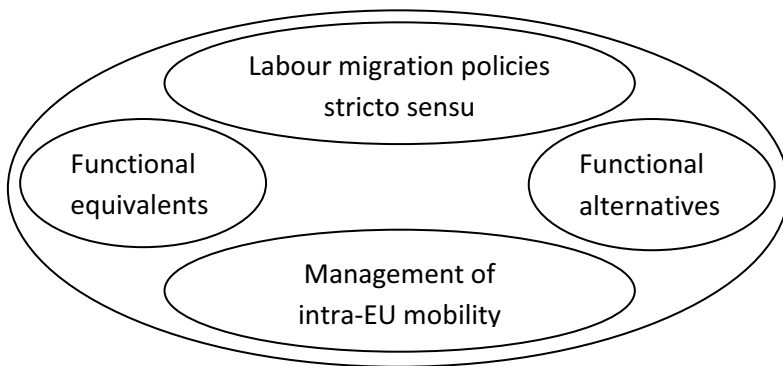 Labour migration policies
stricto sensu
Functional
equivalents
Functional
alternatives
Management of
intra-EU mobility